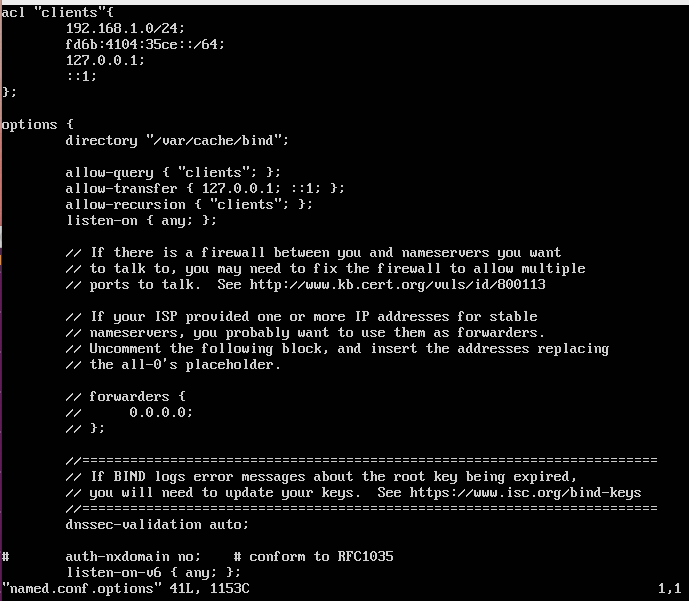 acl "clients"{
192.168.1.0/24;
fd6b:4104:35ce::/64;
127.0.0.1;
::1;
};
options {
directory "/var/cache/bind";
allow-query { "clients"; };
allow-transfer { 127.0.0.1; ::1; };
allow-recursion { "clients"; };
listen-on { any; };
// If there is a firewall between you and nameservers you want
// to talk to, you may need to fix the firewall to allow multiple
// ports to talk.  See http://www.kb.cert.org/vuls/id/800113
// If your ISP provided one or more IP addresses for stable
// nameservers, you probably want to use them as forwarders.
// Uncomment the following block, and insert the addresses replacing
// the all-0's placeholder.
// forwarders {
//      0.0.0.0;
// };
//========================================================================
// If BIND logs error messages about the root key being expired,
// you will need to update your keys.  See https://www.isc.org/bind-keys
//========================================================================
dnssec-validation auto;
#       auth-nxdomain no;    # conform to RFC1035
listen-on-v6 { any; };
"named.conf.options" 41L, 1153C 1,1